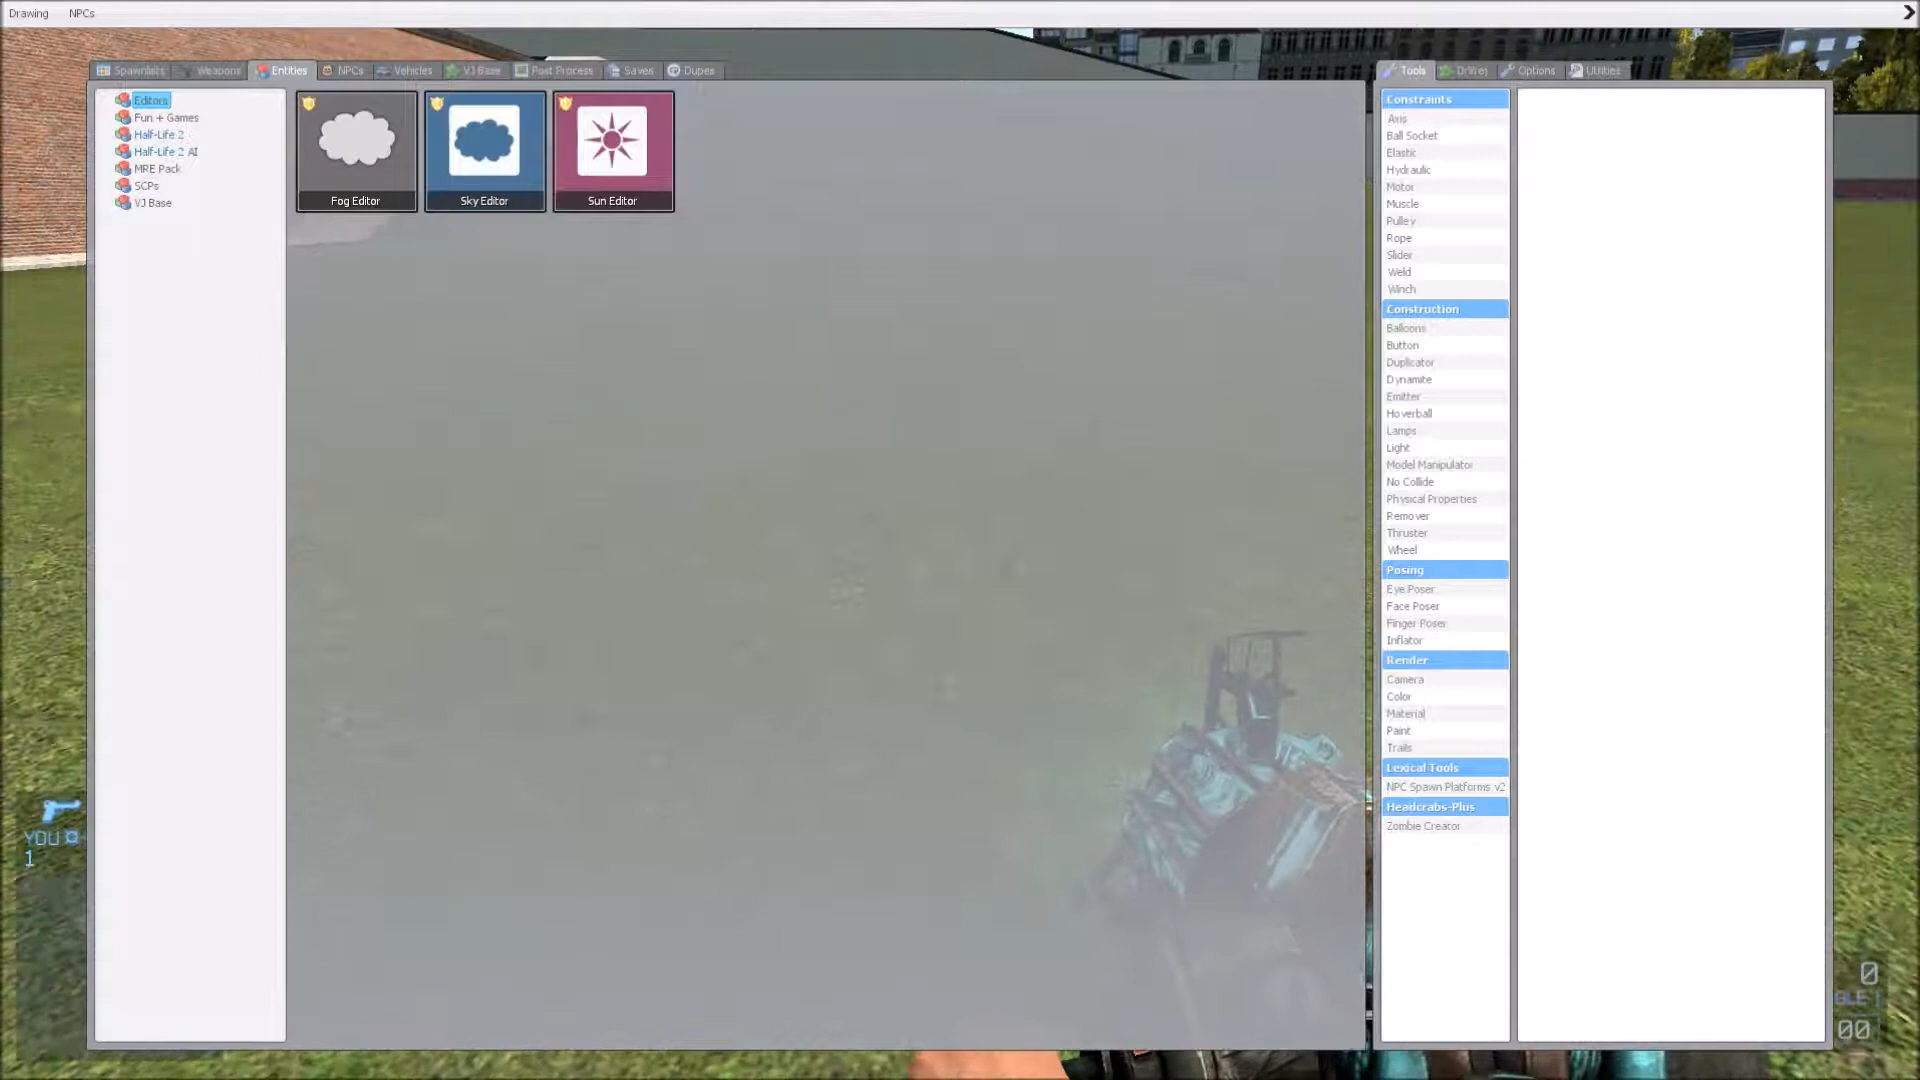 Drawing NPCs
Spawnlists Weapons Entities NPCs Vehicles VJ Base Post Process Saves Dupes
Editors
Fun + Games
Half-Life 2
Half-Life 2 AI
MRE Pack
SCPs
VJ Base
Fog Editor
Sky Editor
Sun Editor
Tools DrVrej Options Utilities
Constraints
Axis
Ball Socket
Elastic
Hydraulic
Motor
Muscle
Pulley
Rope
Slider
Weld
Winch
Construction
Balloons
Button
Duplicator
Dynamite
Emitter
Hoverball
Lamps
Light
Model Manipulator
No Collide
Physical Properties
Remover
Thruster
Wheel
Posing
Eye Poser
Face Poser
Finger Poser
Inflator
Render
Camera
Color
Material
Paint
Trails
Lexical Tools
NPC Spawn Platforms v2
Headcrabs-Plus
Zombie Creator
YOU
1
0
00